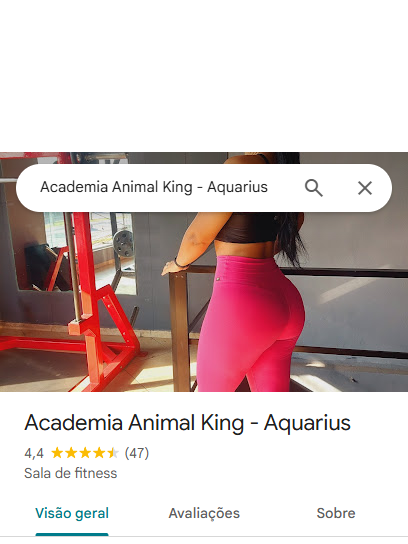 Academia Animal King - Aquarius
Academia Animal King - Aquarius
4,4 (47)
Sala de fitness
Visão geral Avaliações Sobre